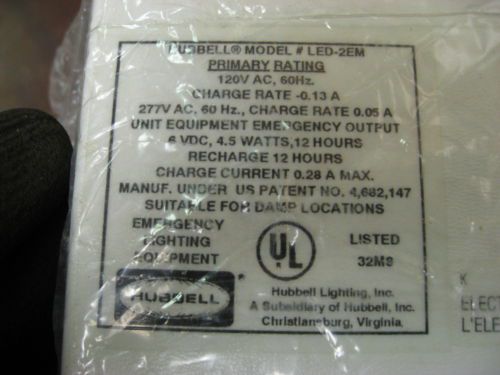 HUBBELL® MODEL # LED-2EM
PRIMARY RATING
120V AC, 60Hz.
CHARGE RATE -0.13 A
277V AC, 60 Hz., CHARGE RATE 0.05 A
UNIT EQUIPMENT EMERGENCY OUTPUT
6 VDC, 4.5 WATTS, 12 HOURS
RECHARGE 12 HOURS
CHARGE CURRENT 0.28 A MAX.
MANUF. UNDER US PATENT NO. 4,682,147
SUITABLE FOR DAMP LOCATIONS
EMERGENCY
LIGHTING
EQUIPMENT
UL
LISTED
32M8
HUBBELL
Hubbell Lighting, Inc.
A Subsidiary of Hubbell, Inc.
Christiansburg, Virginia.
K
ELEC
L'ELE